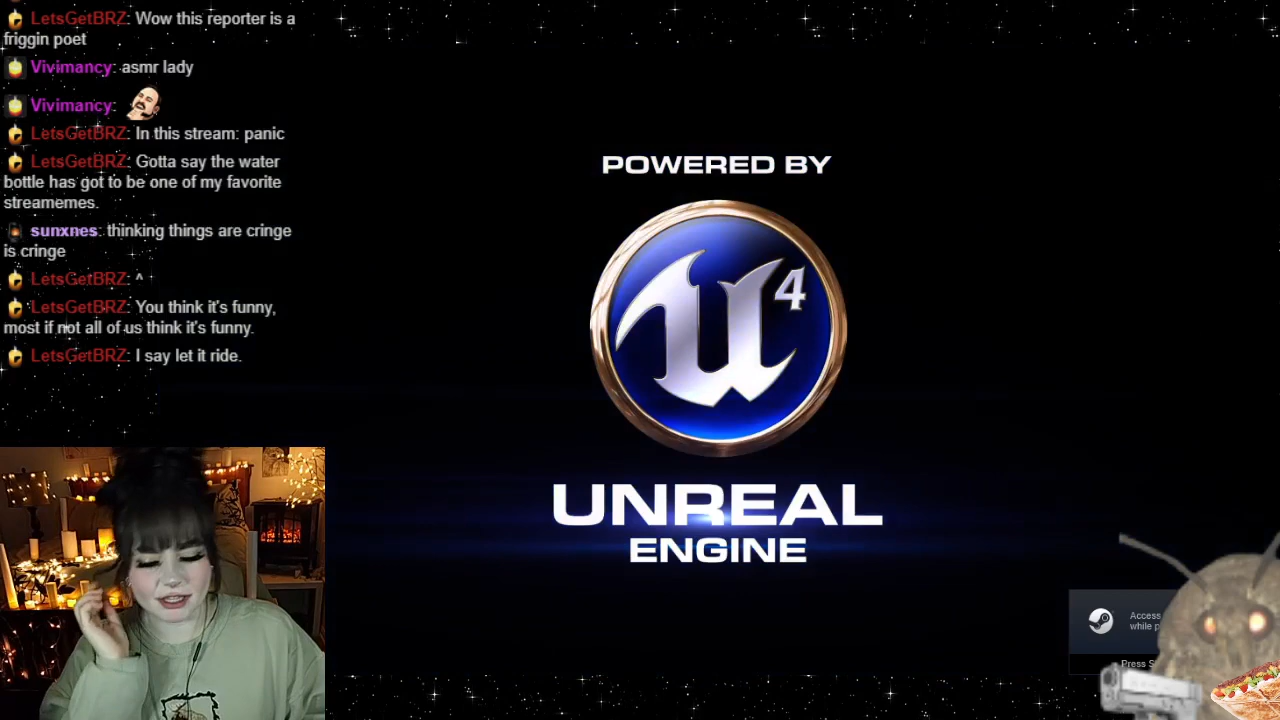 LetsGetBRZ: Wow this reporter is a
friggin poet
Vivimancy: asmr lady
Vivimancy:
LetsGetBRZ: In this stream: panic
LetsGetBRZ: Gotta say the water
bottle has got to be one of my favorite
streamemes.
sunxnes: thinking things are cringe
is cringe
LetsGetBRZ: ^
LetsGetBRZ: You think it's funny,
most if not all of us think it's funny.
LetsGetBRZ: I say let it ride.
POWERED BY
U4
UNREAL
ENGINE
Access
while
Press